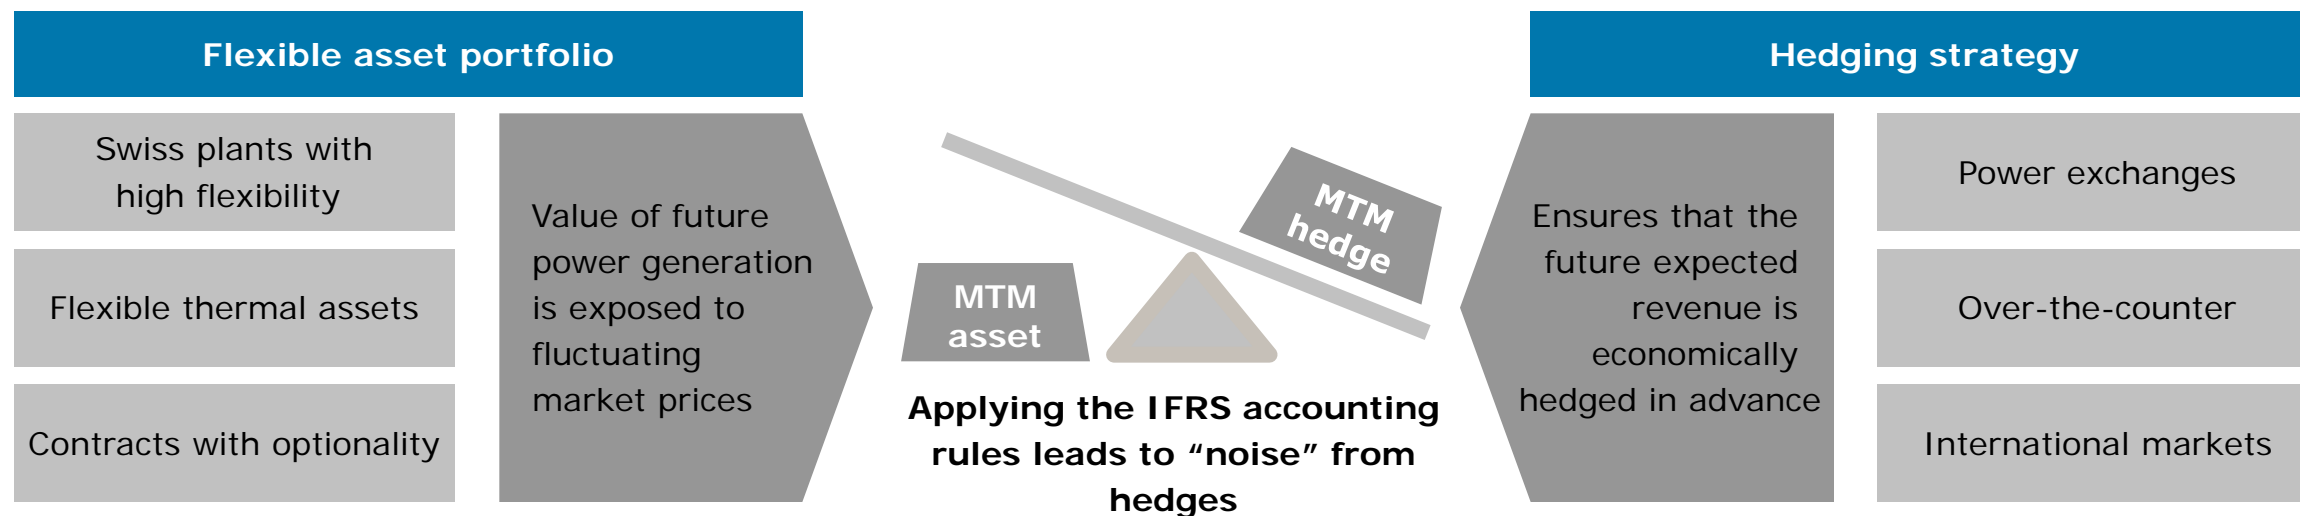 Flexible asset portfolio
Swiss plants with
high flexibility
Flexible thermal assets
Contracts with optionality
Value of future
power generation
is exposed to
fluctuating
market prices
MTM
asset
MTM
hedge
Applying the IFRS accounting
rules leads to “noise” from
hedges
Hedging strategy
Ensures that the
future expected
revenue is
economically
hedged in advance
Power exchanges
Over-the-counter
International markets